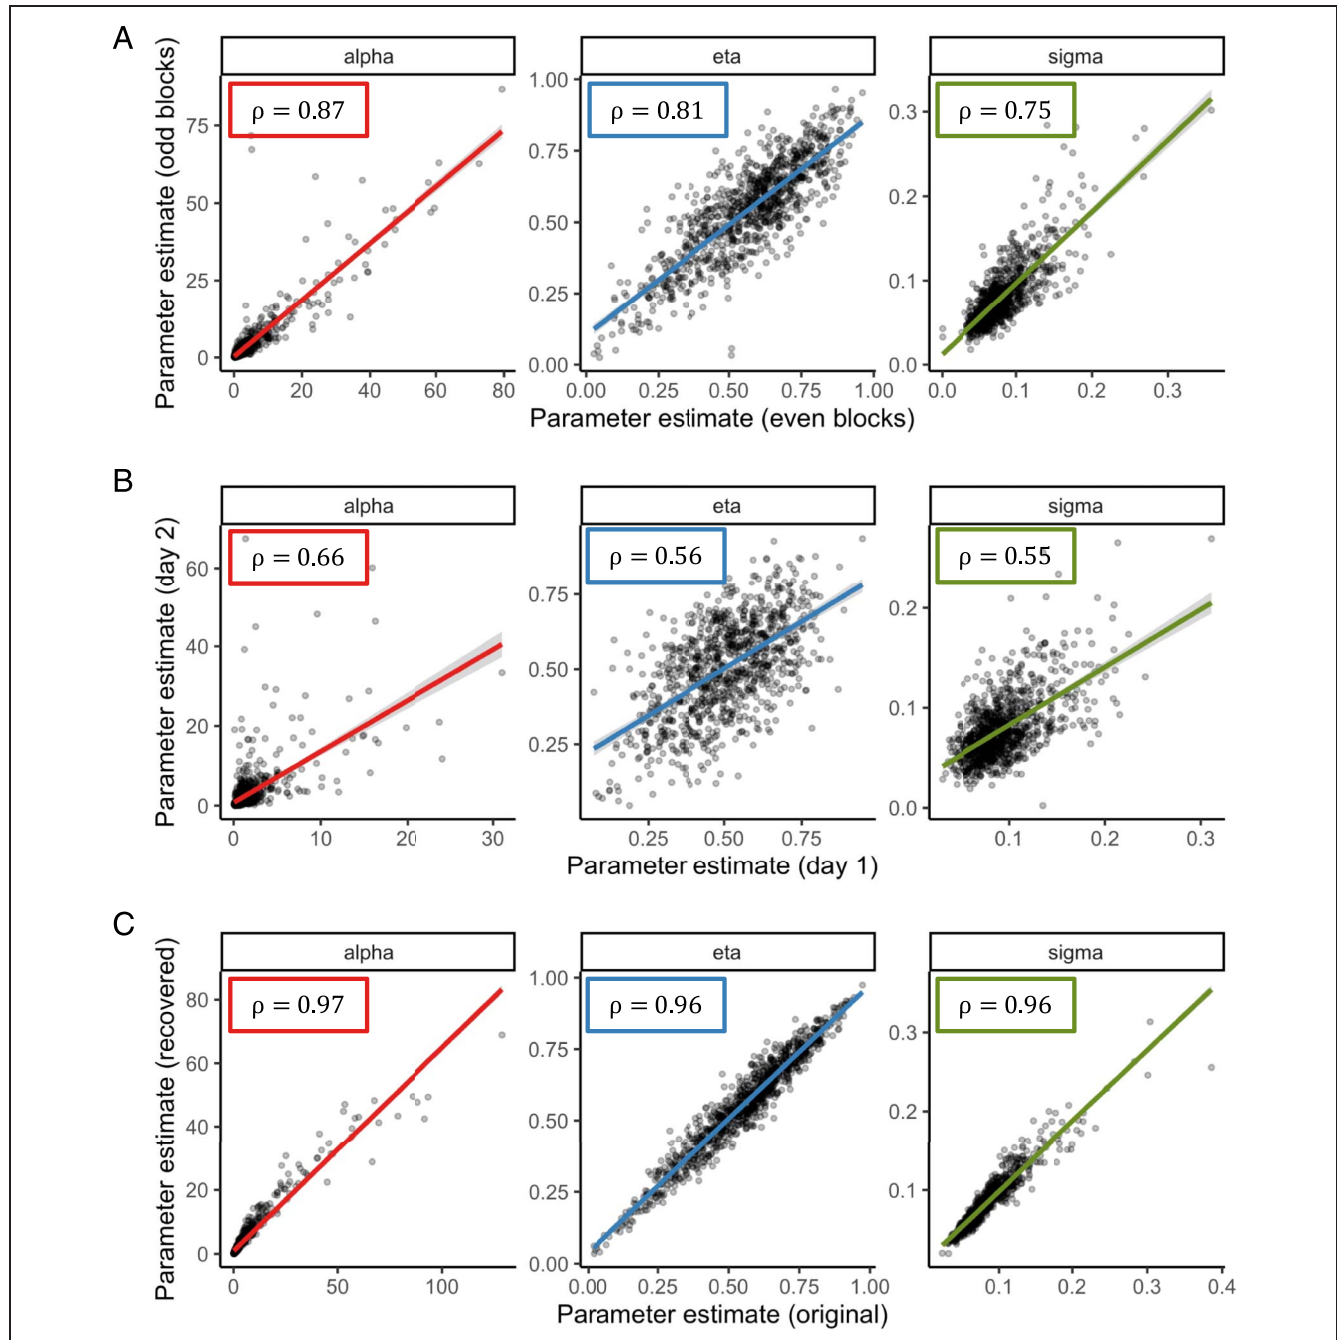 A
alpha
eta
sigma
ρ = 0.87
ρ = 0.81
ρ = 0.75
Parameter estimate (odd blocks)
75
50
25
0
0
20
40
60
80
1.00
0.75
0.50
0.25
0.00
0.00
0.25
0.50
0.75
1.00
0.3
0.2
0.1
0.0
0.0
0.1
0.2
0.3
Parameter estimate (even blocks)
B
alpha
eta
sigma
ρ = 0.66
ρ = 0.56
ρ = 0.55
Parameter estimate (day 2)
60
40
20
0
0
10
20
30
0.75
0.50
0.25
0.25
0.50
0.75
0.2
0.1
0.0
0.1
0.2
0.3
Parameter estimate (day 1)
C
alpha
eta
sigma
ρ = 0.97
ρ = 0.96
ρ = 0.96
Parameter estimate (recovered)
80
60
40
20
0
0
50
100
1.00
0.75
0.50
0.25
0.00
0.00
0.25
0.50
0.75
1.00
0.3
0.2
0.1
0.1
0.2
0.3
0.4
Parameter estimate (original)